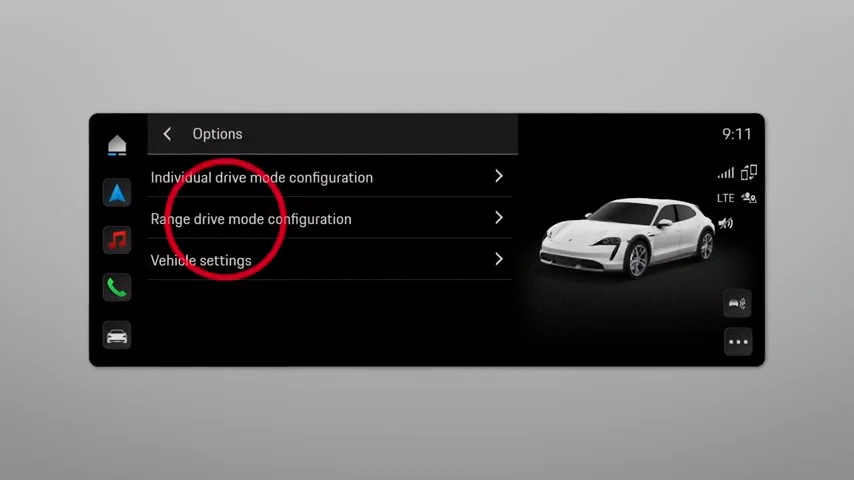 Options
9:11
Individual drive mode configuration
LTE
Range drive mode configuration
Vehicle settings